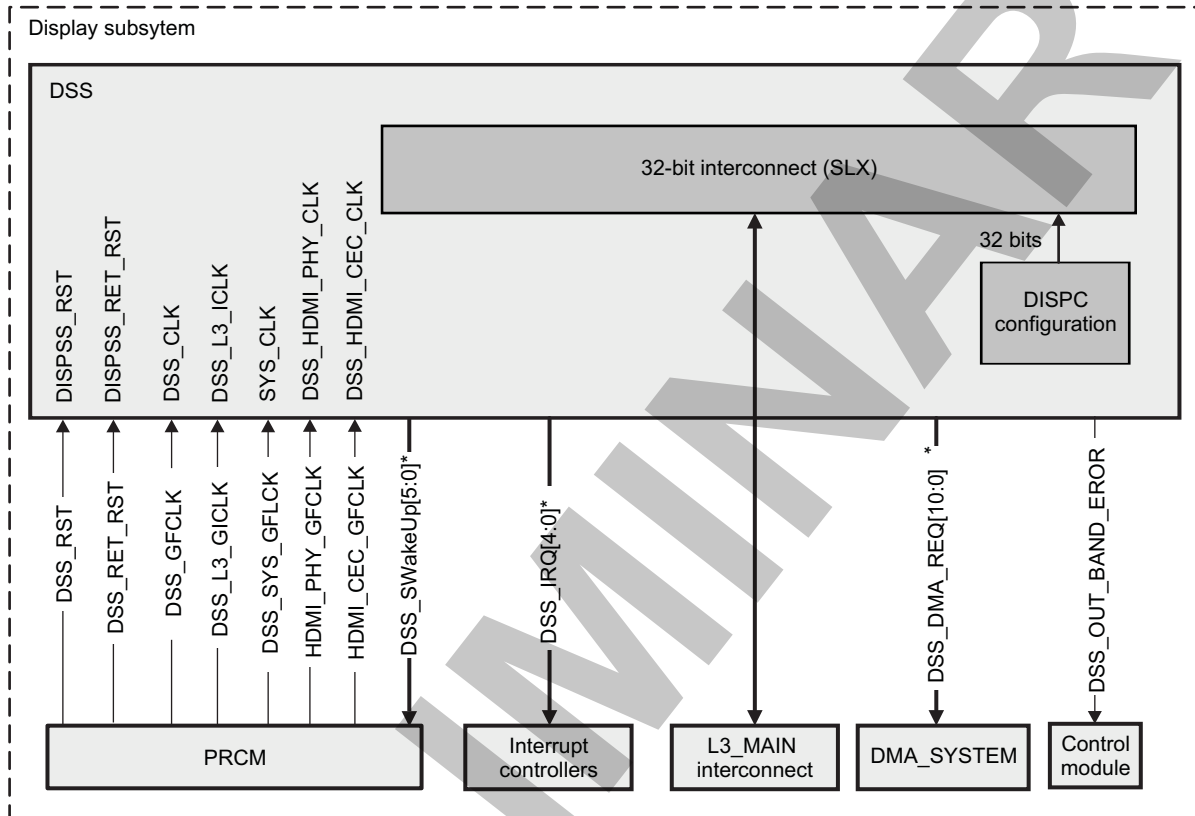 Display subsytem
DSS
32-bit interconnect (SLX)
32 bits
DISPC
configuration
DISPSS_RST
DISPSS_RET_RST
DSS_CLK
DSS_L3_ICLK
SYS_CLK
DSS_HDMI_PHY_CLK
DSS_HDMI_CEC_CLK
DSS_RST
DSS_RET_RST
DSS_GFCLK
DSS_L3_GICLK
DSS_SYS_GFLCK
HDMI_PHY_GFCLK
HDMI_CEC_GFCLK
DSS_SWakeUp[5:0]*
DSS_IRQ[4:0]*
DSS_DMA_REQ[10:0] *
DSS_OUT_BAND_EROR
PRCM
Interrupt
controllers
L3_MAIN
interconnect
DMA_SYSTEM
Control
module
IMINAR